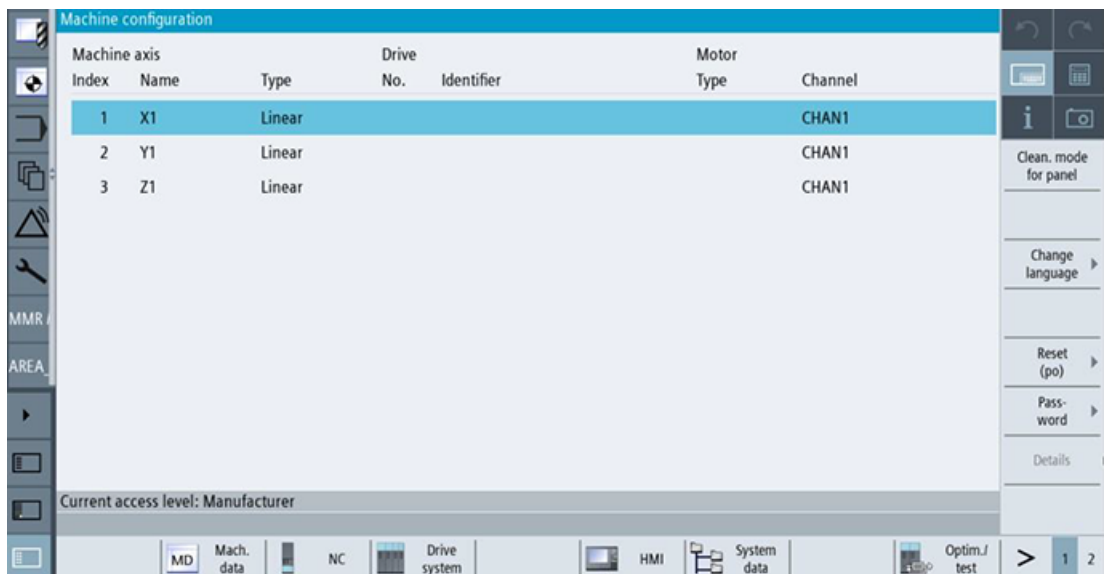 Machine configuration
Machine axis Drive Motor
Index Name Type No. Identifier Type Channel
1 X1 Linear CHAN1
2 Y1 Linear CHAN1
3 Z1 Linear CHAN1
Current access level: Manufacturer
MMR
AREA_
i
Clean. mode
for panel
Change
language
Reset
(po)
Pass-
word
Details
MD
Mach.
data
NC
Drive
system
HMI
System
data
Optim./
test
>
1
2